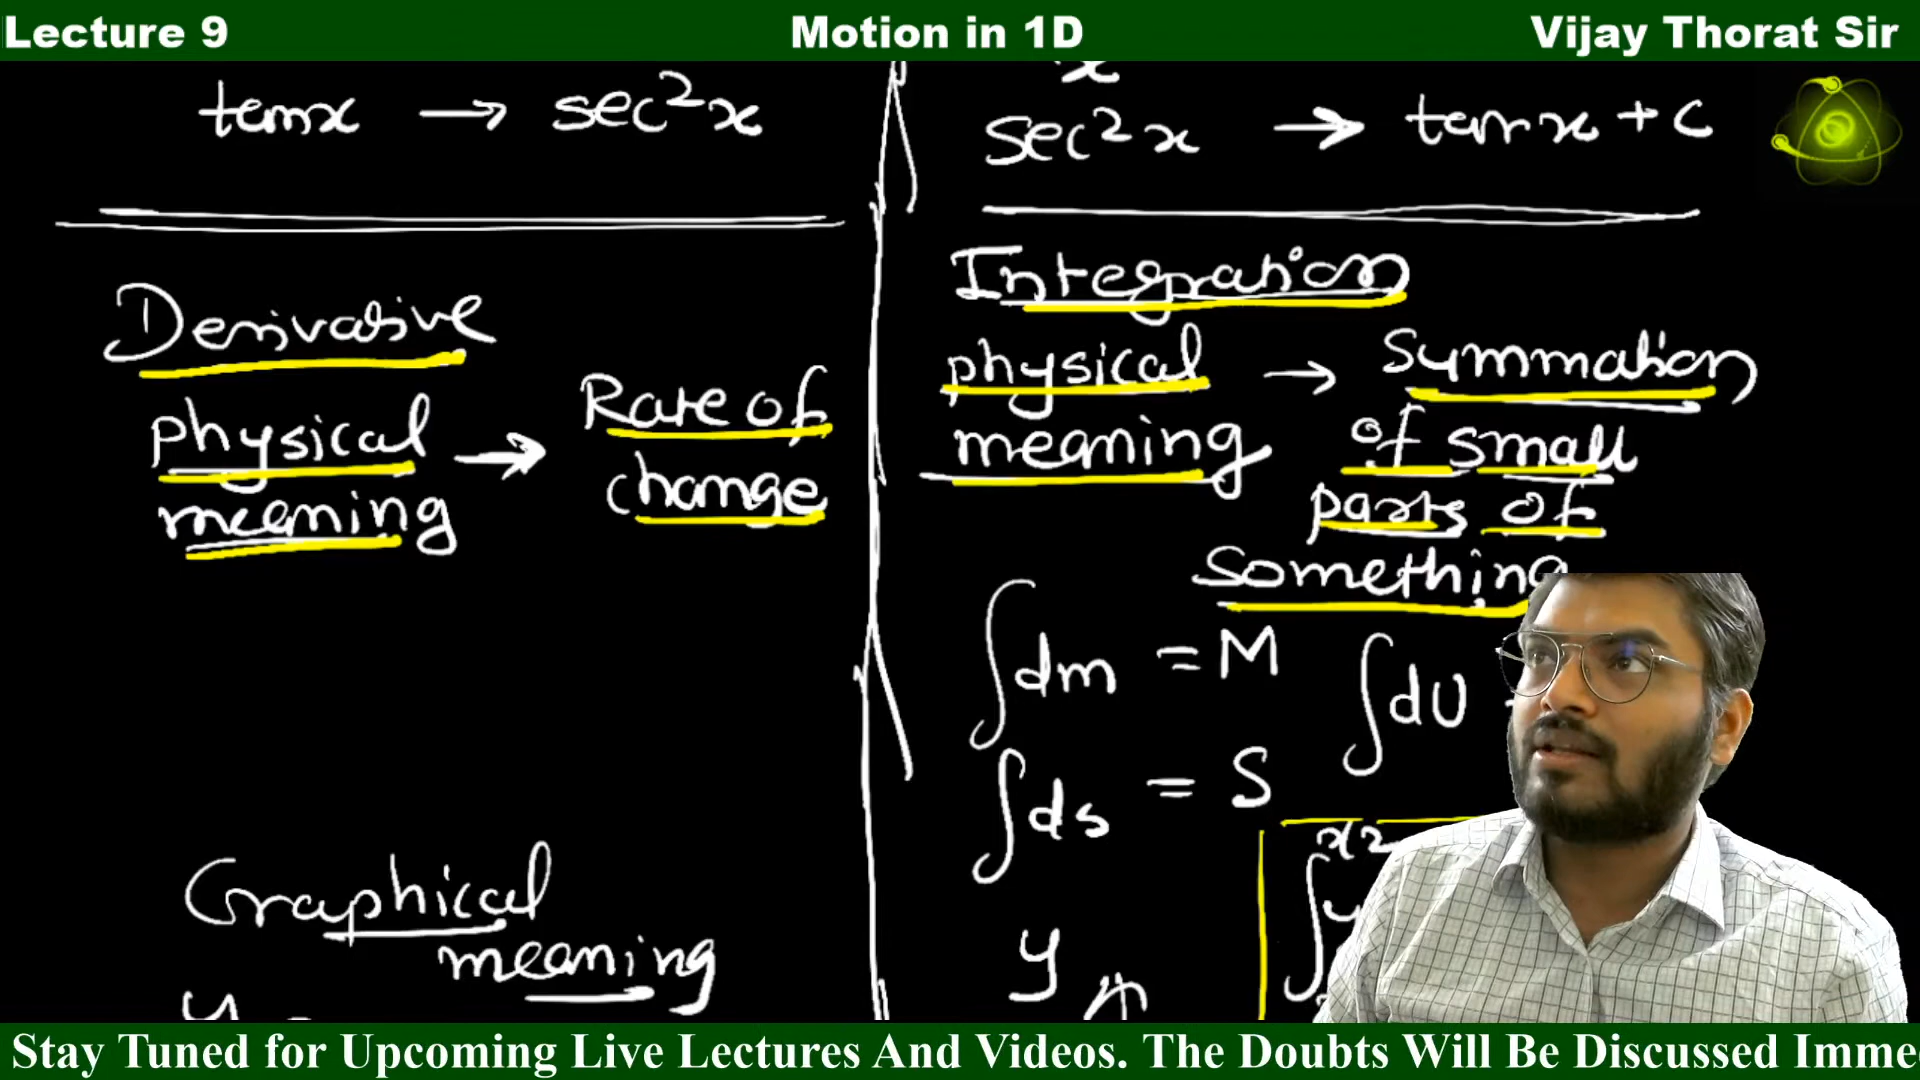 Lecture 9 Motion in 1D Vijay Thorat Sir
tanx → sec²x
Derivative
physical meaning → Rate of change
Graphical meaning
y
x
sec²x → tanx + c
Integration
physical meaning → Summation of small parts of something
∫dm = M ∫dU
∫ds = S
x2
∫y
y
Stay Tuned for Upcoming Live Lectures And Videos. The Doubts Will Be Discussed Imme